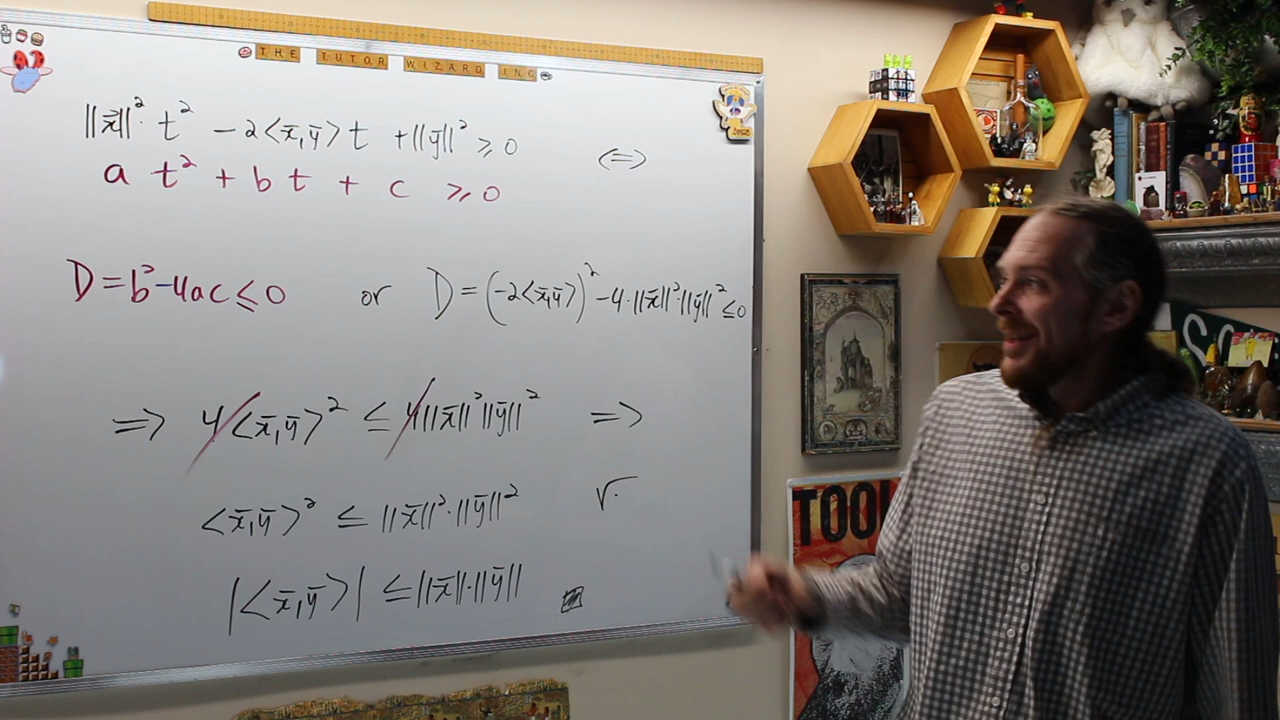 THE TUTOR WIZARD INC
||x̄||² · t² - 2<x̄,ȳ>t + ||ȳ||² ≥ 0 <=>
a t² + b t + c ≥ 0
D = b² - 4ac ≤ 0 or D = (-2<x̄,ȳ>)² - 4·||x̄||²·||ȳ||² ≤ 0
=> 4<x̄,ȳ>² ≤ 4||x̄||²||ȳ||² =>
<x̄,ȳ>² ≤ ||x̄||²·||ȳ||² √·
|<x̄,ȳ>| ≤ ||x̄||·||ȳ||
TOOL